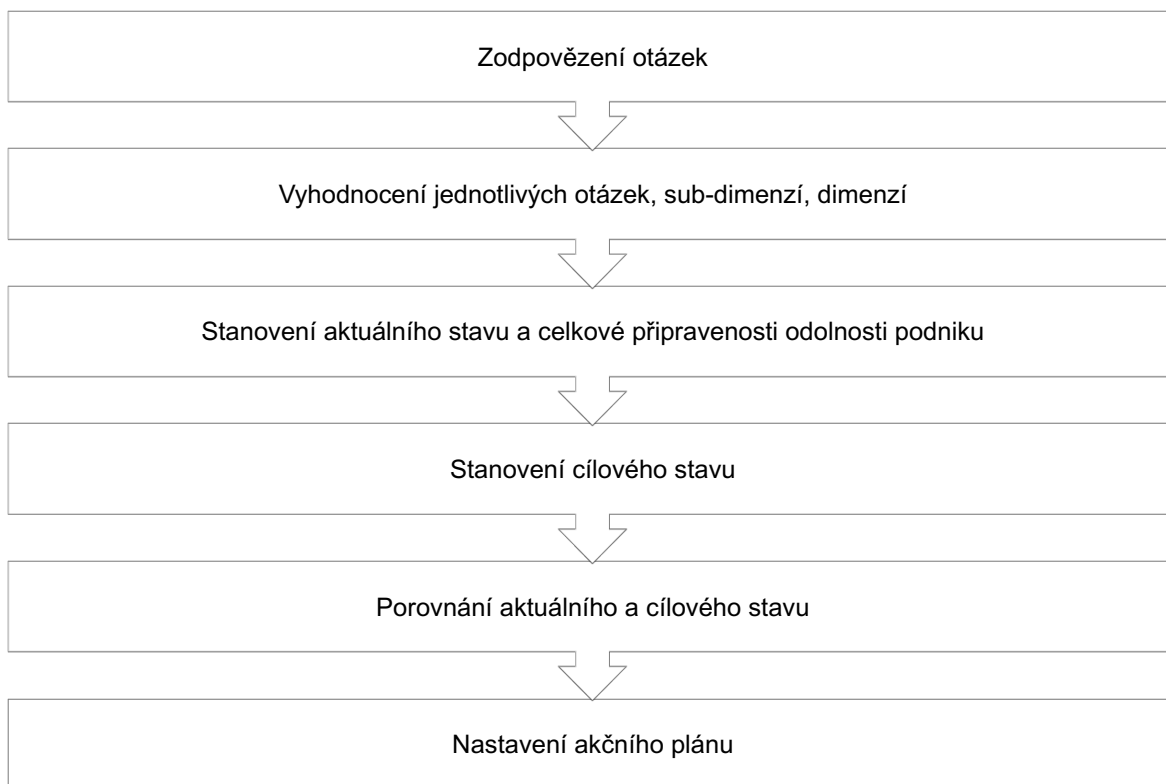 Zodpovězení otázek
Vyhodnocení jednotlivých otázek, sub-dimenzí, dimenzí
Stanovení aktuálního stavu a celkové připravenosti odolnosti podniku
Stanovení cílového stavu
Porovnání aktuálního a cílového stavu
Nastavení akčního plánu